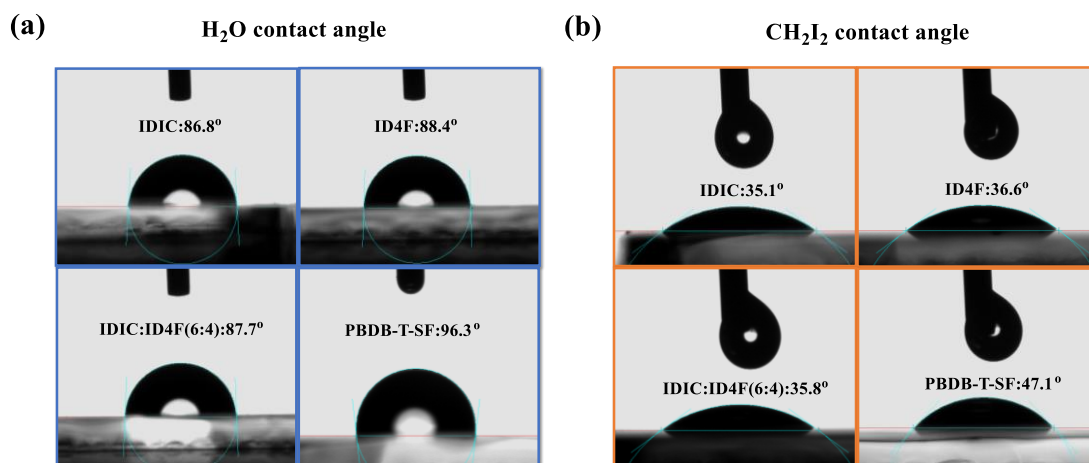 (a)
H₂O contact angle
IDIC:86.8°
ID4F:88.4°
IDIC:ID4F(6:4):87.7°
PBDB-T-SF:96.3°
(b)
CH₂I₂ contact angle
IDIC:35.1°
ID4F:36.6°
IDIC:ID4F(6:4):35.8°
PBDB-T-SF:47.1°